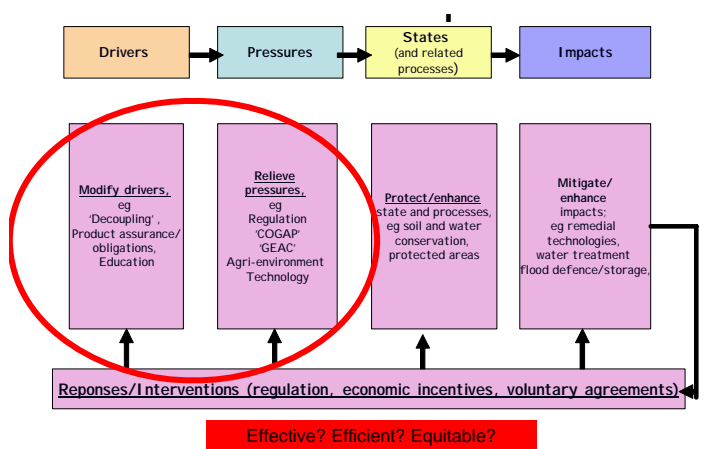 Drivers
Pressures
States
(and related
processes)
Impacts
Modify drivers,
eg
'Decoupling' ,
Product assurance/
obligations,
Education
Relieve
pressures,
eg
Regulation
'COGAP'
'GEAC'
Agri-environment
Technology
Protect/enhance
state and processes,
eg soil and water
conservation,
protected areas
Mitigate/
enhance
impacts;
eg remedial
technologies,
water treatment
flood defence/storage,
Reponses/Interventions (regulation, economic incentives, voluntary agreements)
Effective? Efficient? Equitable?